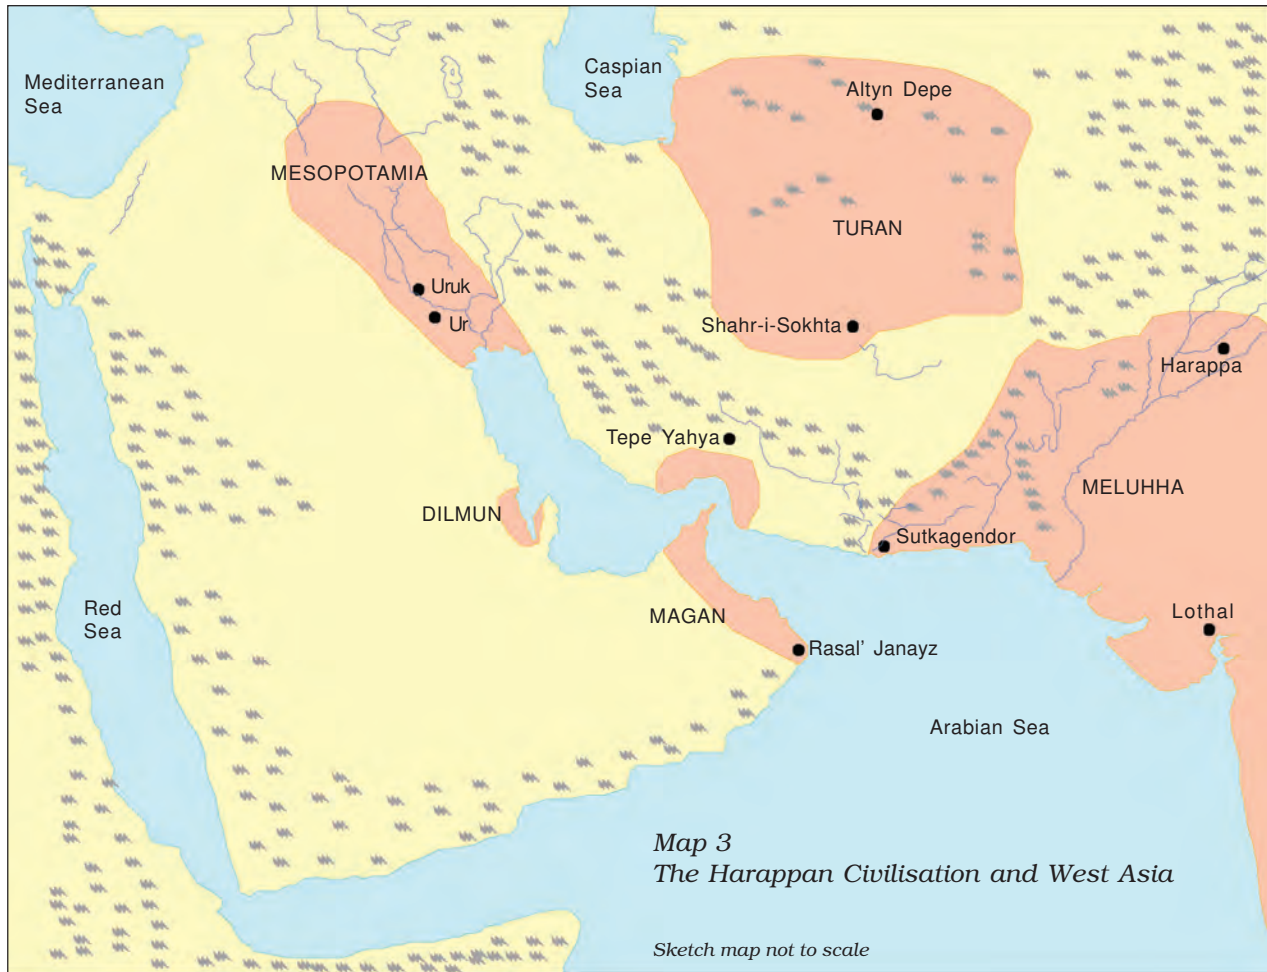 Mediterranean
Sea
Caspian
Sea
Altyn Depe
MESOPOTAMIA
TURAN
Uruk
Ur
Shahr-i-Sokhta
Harappa
Tepe Yahya
MELUHHA
DILMUN
Sutkagendor
Red
Sea
MAGAN
Lothal
Rasal’ Janayz
Arabian Sea
Map 3
The Harappan Civilisation and West Asia
Sketch map not to scale